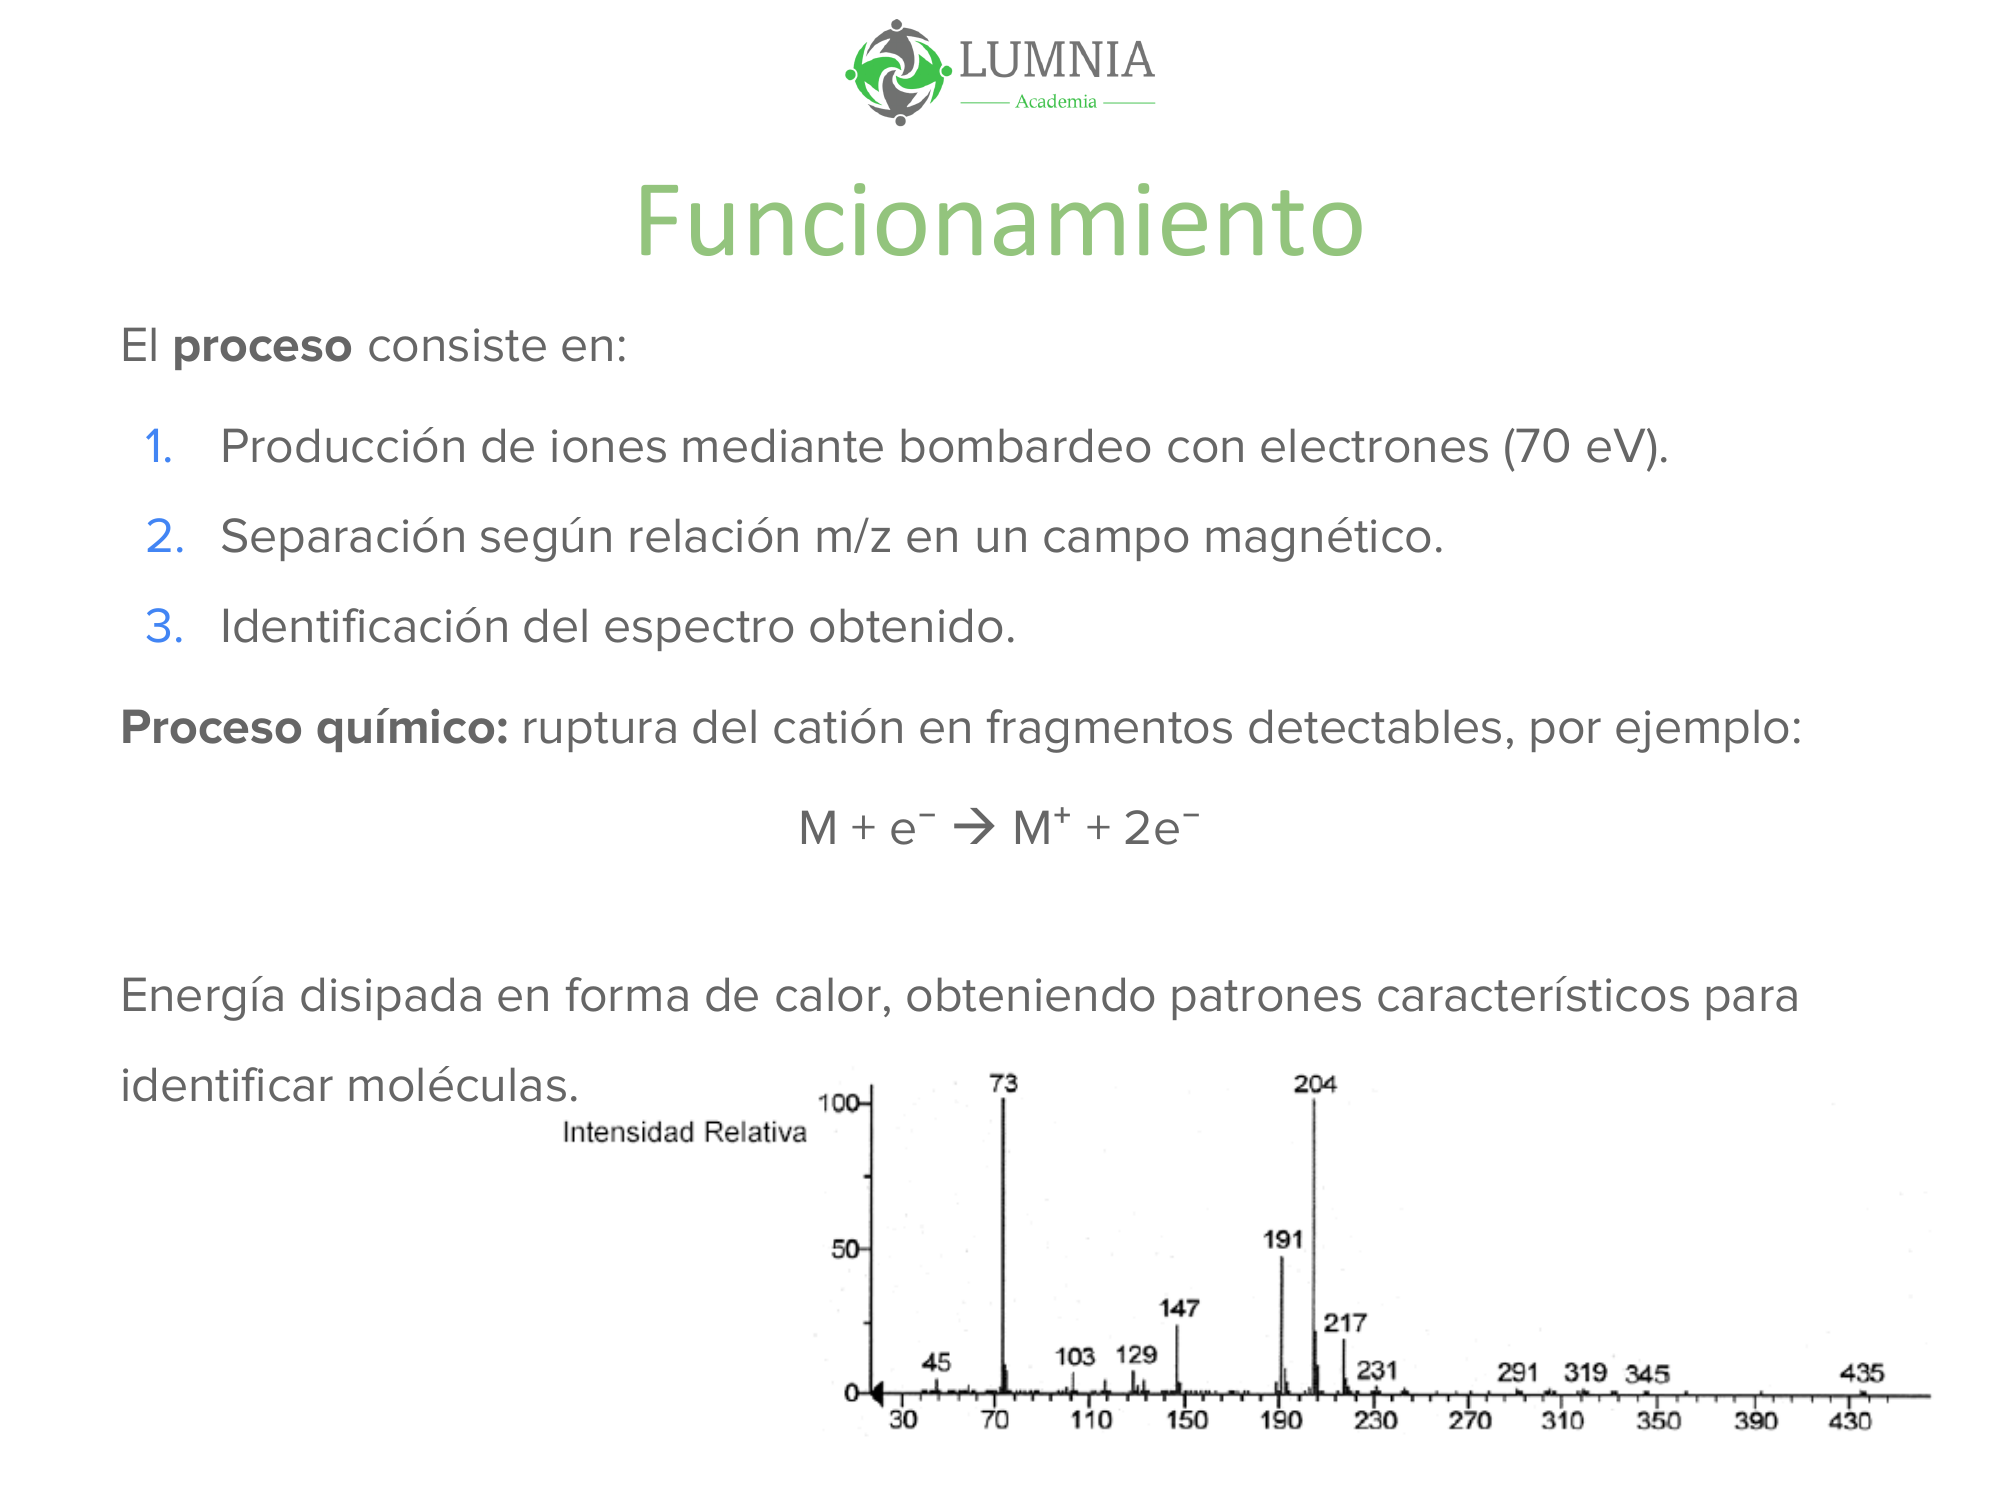 LUMNIA
Academia
Funcionamiento
El proceso consiste en:
1. Producción de iones mediante bombardeo con electrones (70 eV).
2. Separación según relación m/z en un campo magnético.
3. Identificación del espectro obtenido.
Proceso químico: ruptura del catión en fragmentos detectables, por ejemplo:
M + e⁻ → M⁺ + 2e⁻
Energía disipada en forma de calor, obteniendo patrones característicos para
identificar moléculas.
Intensidad Relativa
100
50
0
73
204
191
147
217
45
103
129
231
291
319
345
435
30 70 110 150 190 230 270 310 350 390 430